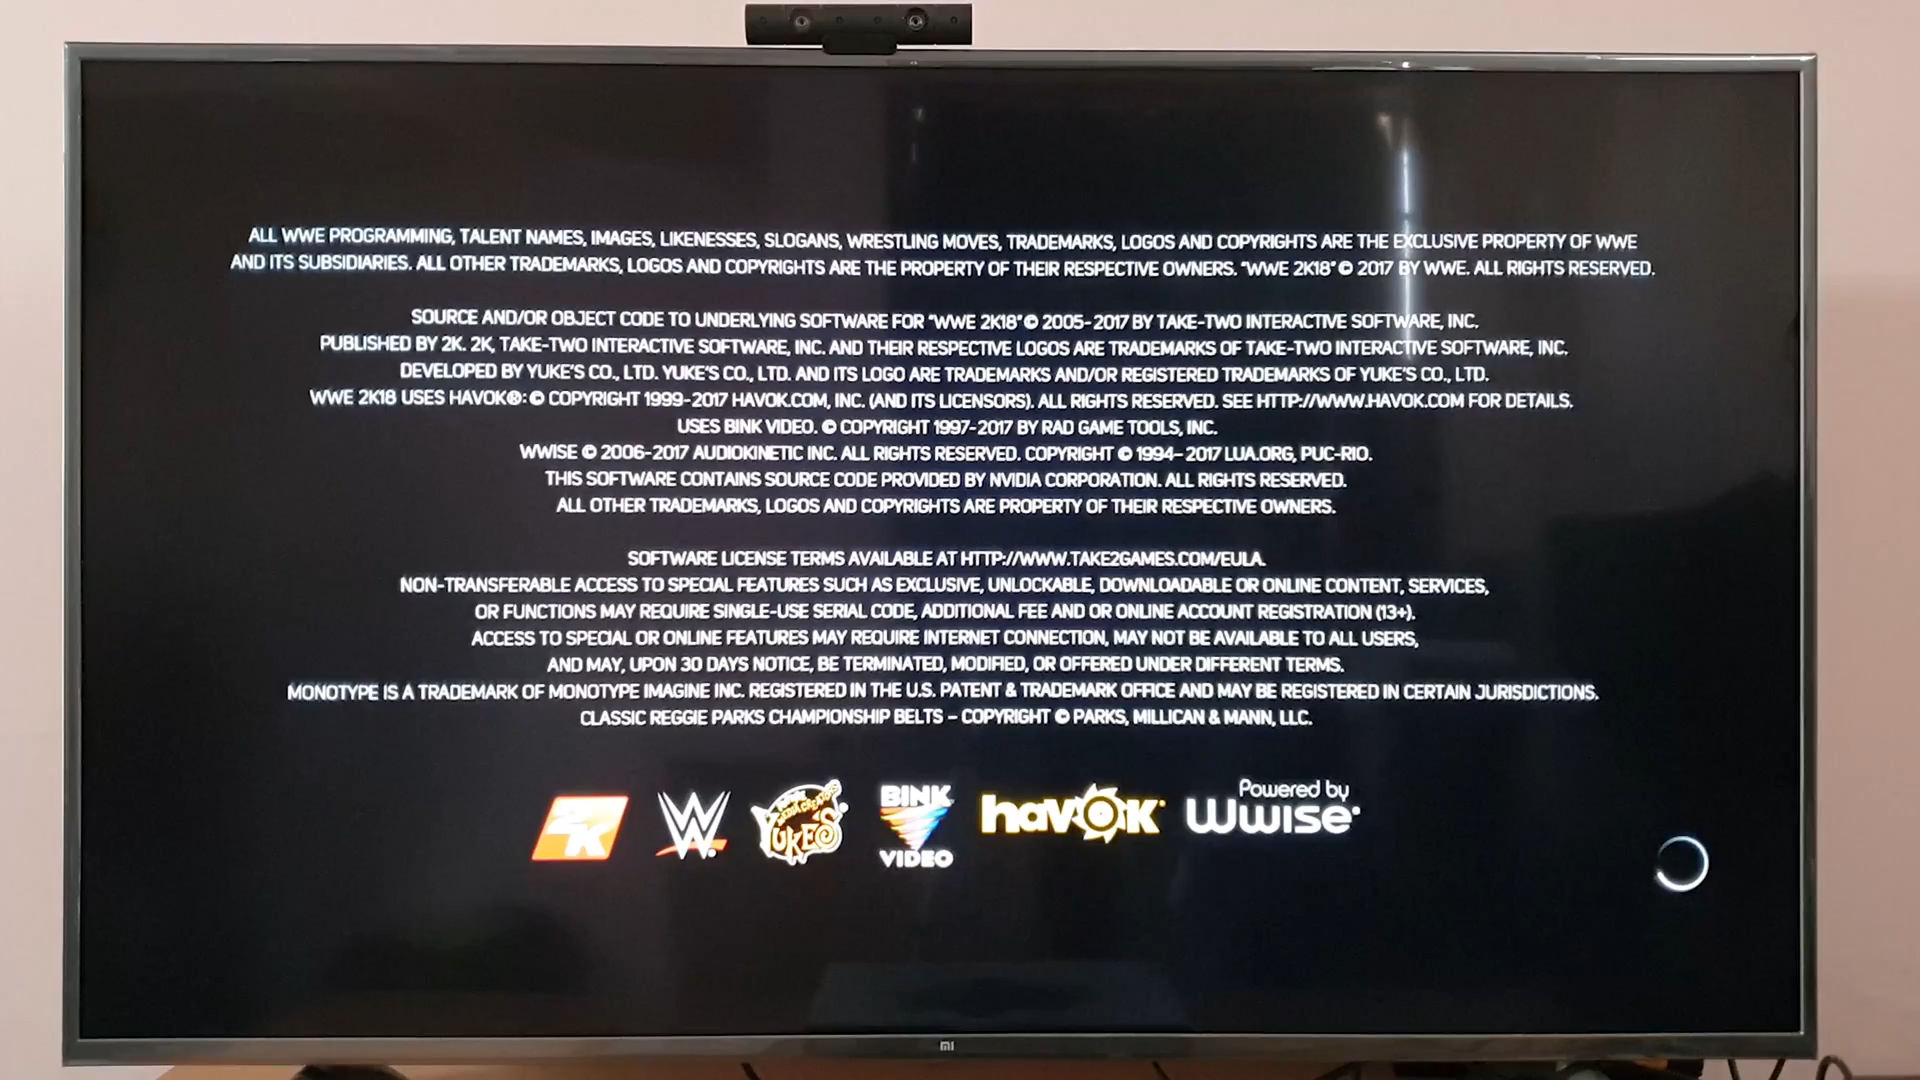 ALL WWE PROGRAMMING, TALENT NAMES, IMAGES, LIKENESSES, SLOGANS, WRESTLING MOVES, TRADEMARKS, LOGOS AND COPYRIGHTS ARE THE EXCLUSIVE PROPERTY OF WWE
AND ITS SUBSIDIARIES. ALL OTHER TRADEMARKS, LOGOS AND COPYRIGHTS ARE THE PROPERTY OF THEIR RESPECTIVE OWNERS. "WWE 2K18" © 2017 BY WWE. ALL RIGHTS RESERVED.
SOURCE AND/OR OBJECT CODE TO UNDERLYING SOFTWARE FOR "WWE 2K18" © 2005-2017 BY TAKE-TWO INTERACTIVE SOFTWARE, INC.
PUBLISHED BY 2K. 2K, TAKE-TWO INTERACTIVE SOFTWARE, INC. AND THEIR RESPECTIVE LOGOS ARE TRADEMARKS OF TAKE-TWO INTERACTIVE SOFTWARE, INC.
DEVELOPED BY YUKE'S CO., LTD. YUKE'S CO., LTD. AND ITS LOGO ARE TRADEMARKS AND/OR REGISTERED TRADEMARKS OF YUKE'S CO., LTD.
WWE 2K18 USES HAVOK®: © COPYRIGHT 1999-2017 HAVOK.COM, INC. (AND ITS LICENSORS). ALL RIGHTS RESERVED. SEE HTTP://WWW.HAVOK.COM FOR DETAILS.
USES BINK VIDEO. © COPYRIGHT 1997-2017 BY RAD GAME TOOLS, INC.
WWISE © 2006-2017 AUDIOKINETIC INC. ALL RIGHTS RESERVED. COPYRIGHT © 1994-2017 LUA.ORG, PUC-RIO.
THIS SOFTWARE CONTAINS SOURCE CODE PROVIDED BY NVIDIA CORPORATION. ALL RIGHTS RESERVED.
ALL OTHER TRADEMARKS, LOGOS AND COPYRIGHTS ARE PROPERTY OF THEIR RESPECTIVE OWNERS.
SOFTWARE LICENSE TERMS AVAILABLE AT HTTP://WWW.TAKE2GAMES.COM/EULA.
NON-TRANSFERABLE ACCESS TO SPECIAL FEATURES SUCH AS EXCLUSIVE, UNLOCKABLE, DOWNLOADABLE OR ONLINE CONTENT, SERVICES,
OR FUNCTIONS MAY REQUIRE SINGLE-USE SERIAL CODE, ADDITIONAL FEE AND OR ONLINE ACCOUNT REGISTRATION (13+).
ACCESS TO SPECIAL OR ONLINE FEATURES MAY REQUIRE INTERNET CONNECTION, MAY NOT BE AVAILABLE TO ALL USERS,
AND MAY, UPON 30 DAYS NOTICE, BE TERMINATED, MODIFIED, OR OFFERED UNDER DIFFERENT TERMS.
MONOTYPE IS A TRADEMARK OF MONOTYPE IMAGINE INC. REGISTERED IN THE U.S. PATENT & TRADEMARK OFFICE AND MAY BE REGISTERED IN CERTAIN JURISDICTIONS.
CLASSIC REGGIE PARKS CHAMPIONSHIP BELTS – COPYRIGHT © PARKS, MILLICAN & MANN, LLC.
2K
W
YUKE'S
BINK
VIDEO
havok
Powered by
wwise
mi